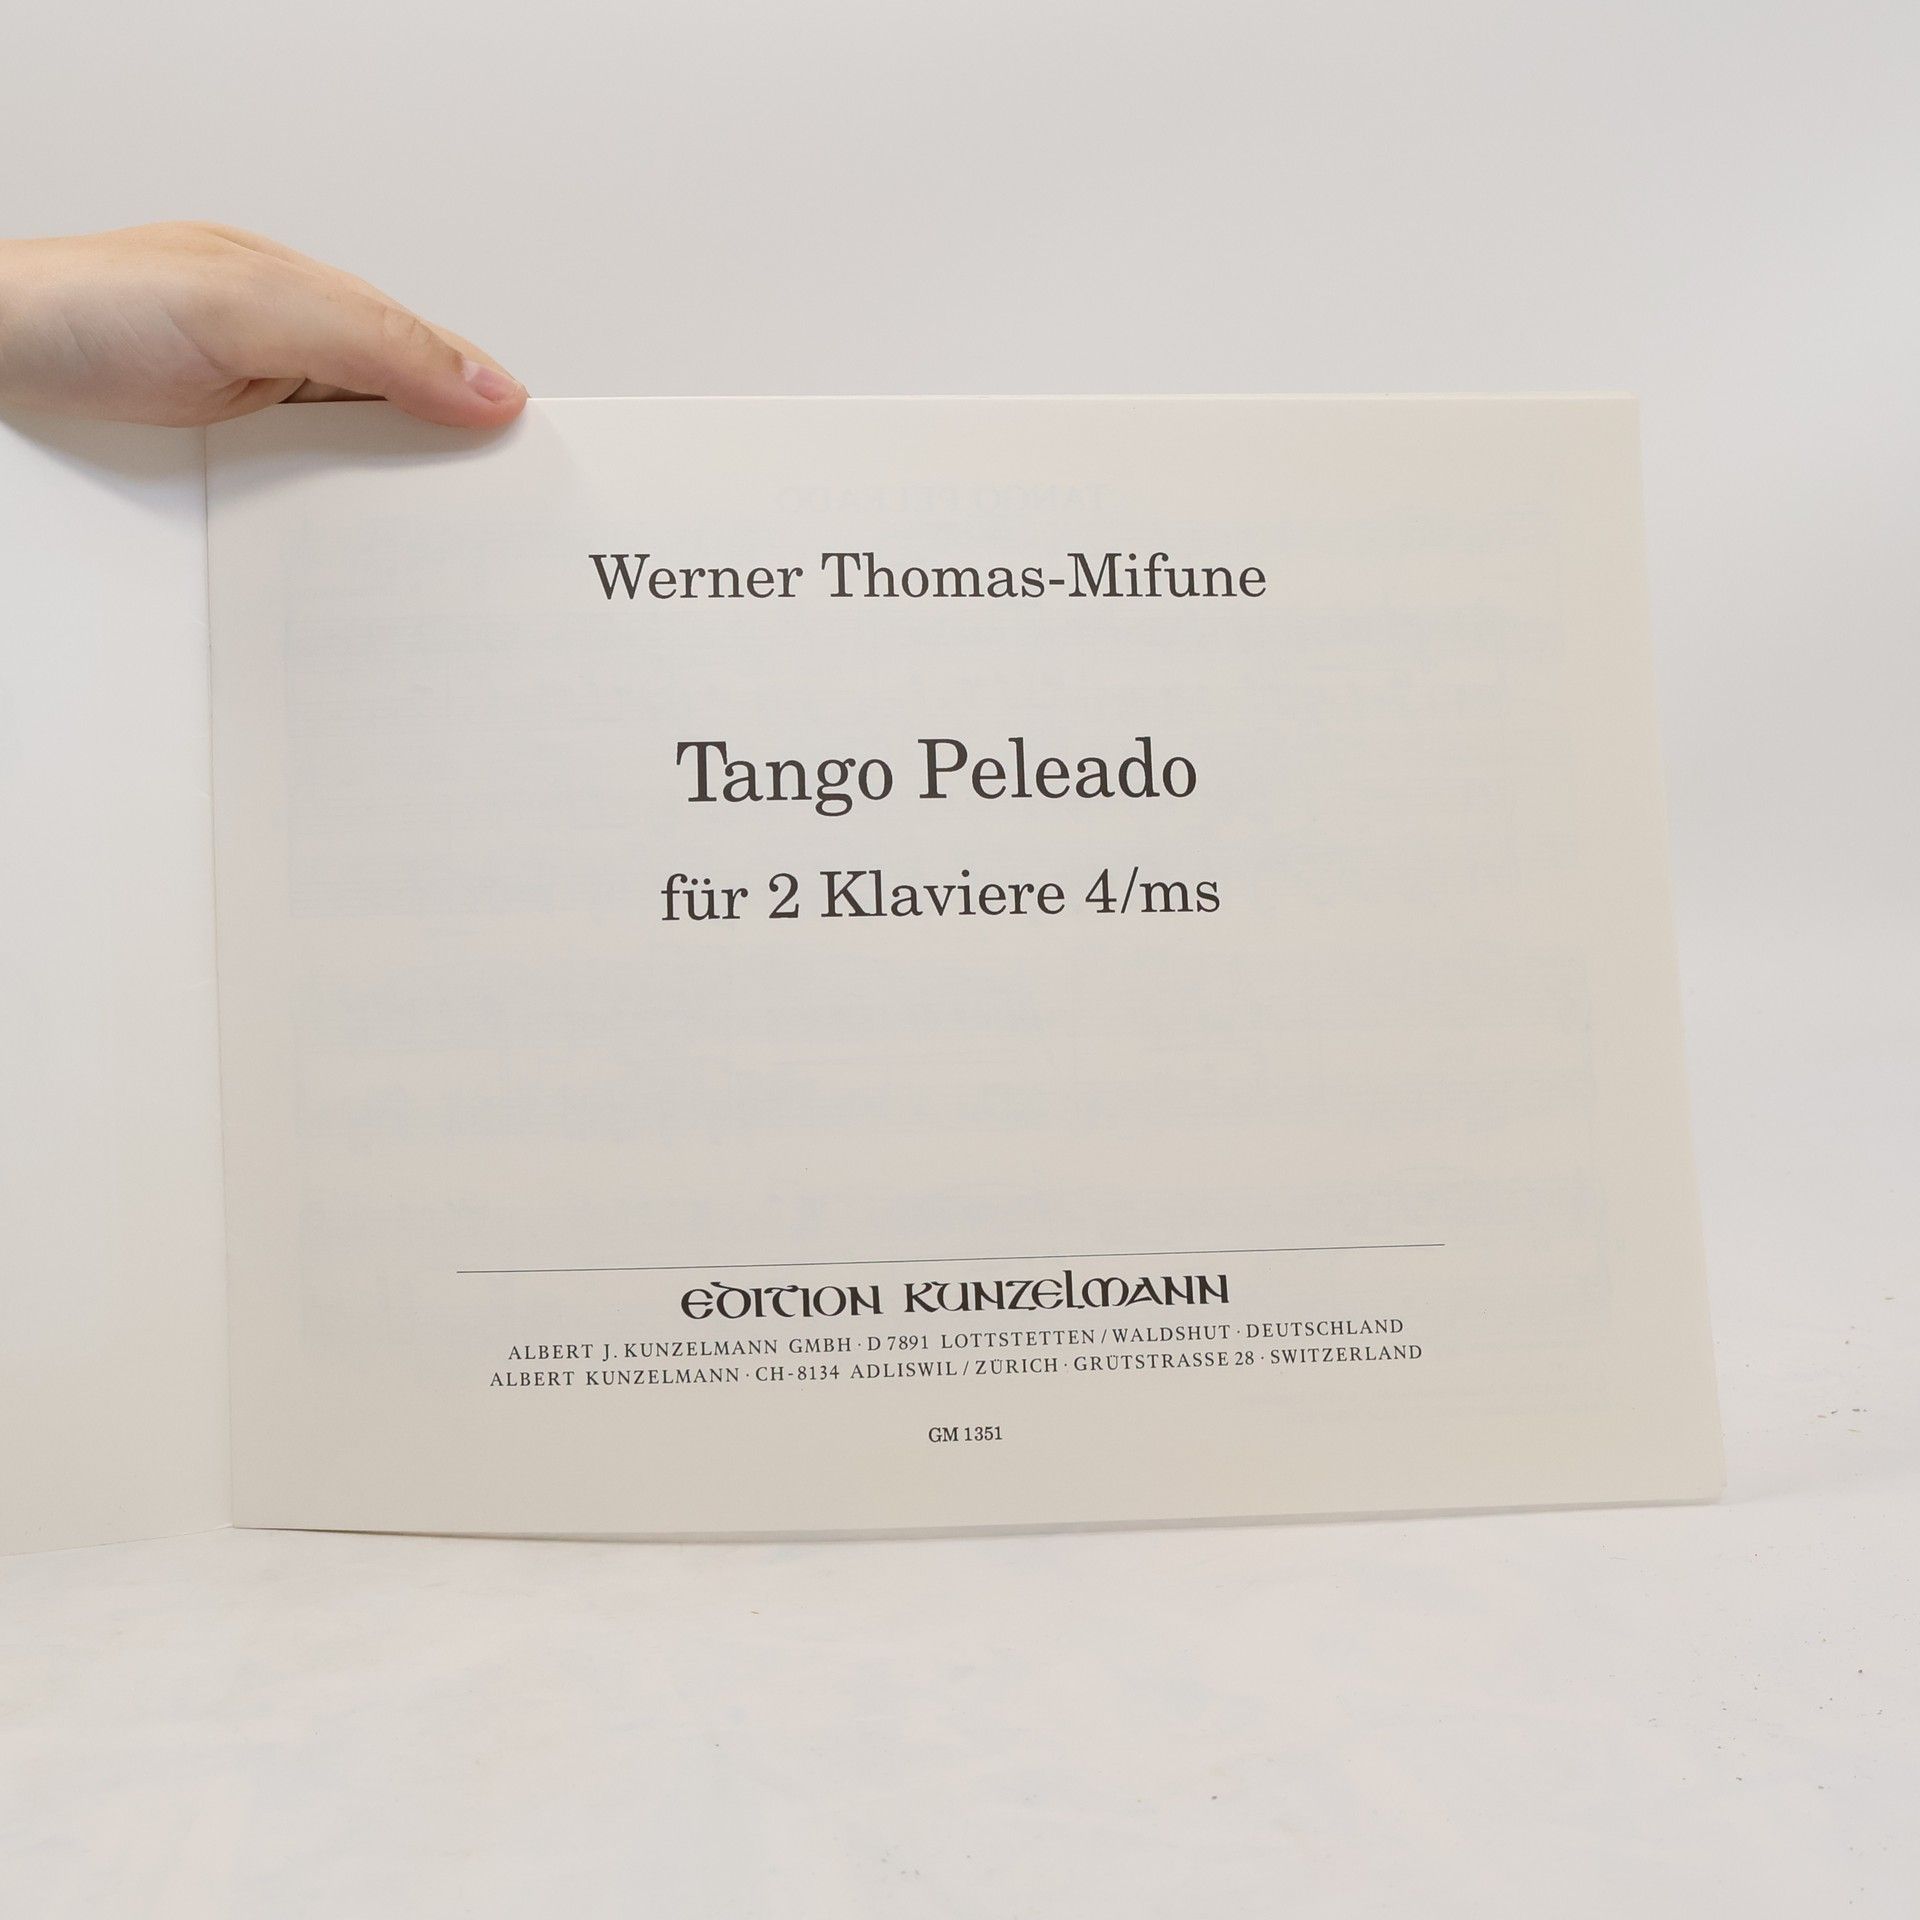 Werner Thomas-Mifune
Tango Peleado
für 2 Klaviere 4/ms
EDITION KUNZELMANN
ALBERT J. KUNZELMANN GMBH · D 7891 LOTTSTETTEN / WALDSHUT · DEUTSCHLAND
ALBERT KUNZELMANN · CH-8134 ADLISWIL / ZÜRICH · GRÜTSTRASSE 28 · SWITZERLAND
GM 1351